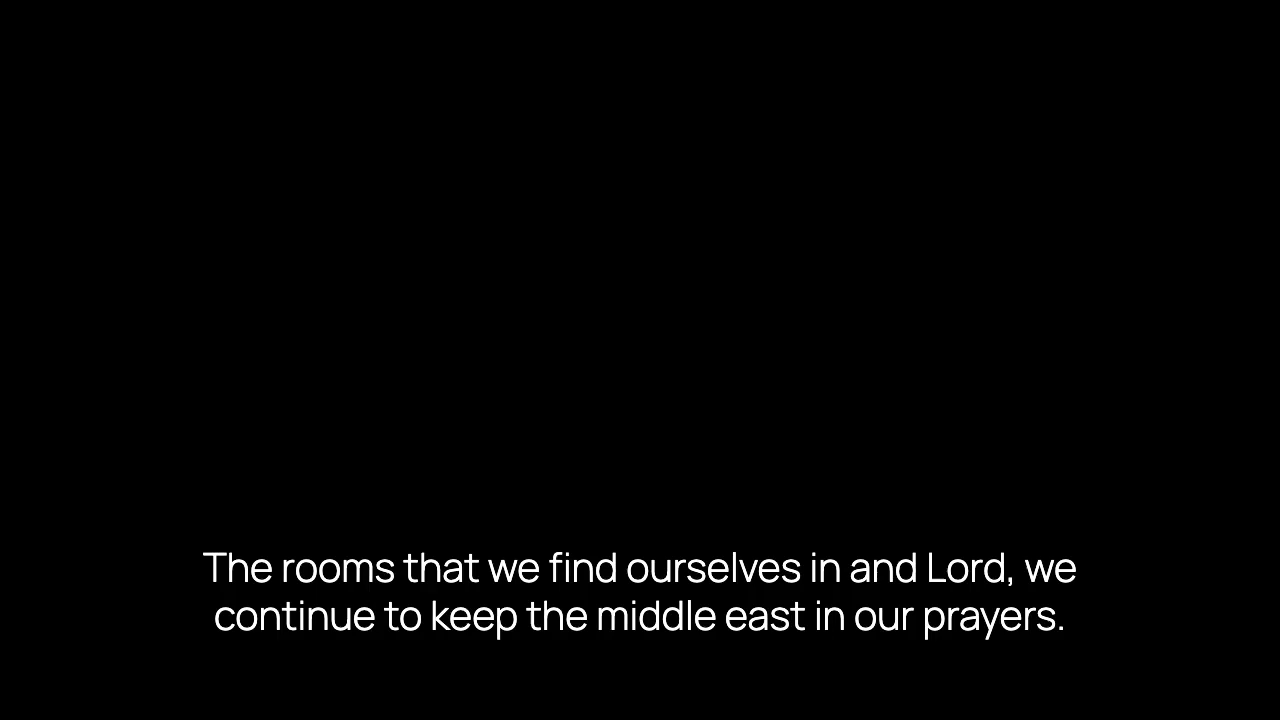 The rooms that we find ourselves in and Lord, we
continue to keep the middle east in our prayers.